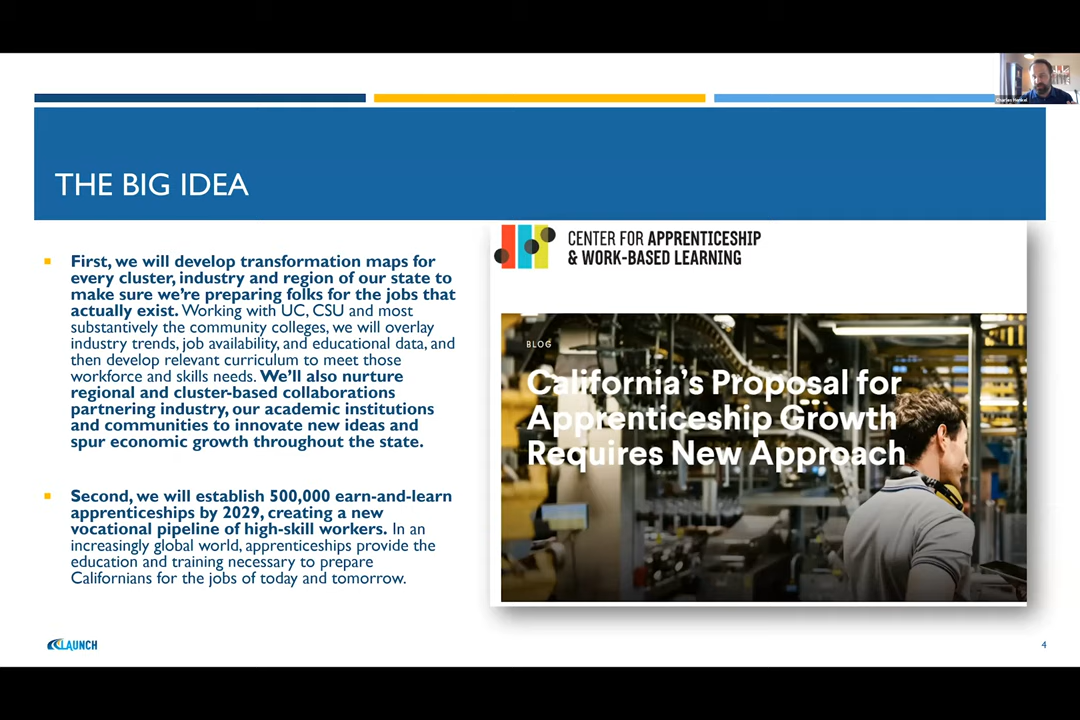 THE BIG IDEA
First, we will develop transformation maps for
every cluster, industry and region of our state to
make sure we're preparing folks for the jobs that
actually exist. Working with UC, CSU and most
substantively the community colleges, we will overlay
industry trends, job availability, and educational data, and
then develop relevant curriculum to meet those
workforce and skills needs. We'll also nurture
regional and cluster-based collaborations
partnering industry, our academic institutions
and communities to innovate new ideas and
spur economic growth throughout the state.
Second, we will establish 500,000 earn-and-learn
apprenticeships by 2029, creating a new
vocational pipeline of high-skill workers. In an
increasingly global world, apprenticeships provide the
education and training necessary to prepare
Californians for the jobs of today and tomorrow.
CENTER FOR APPRENTICESHIP
& WORK-BASED LEARNING
BLOG
California's Proposal for
Apprenticeship Growth
Requires New Approach
LAUNCH
4